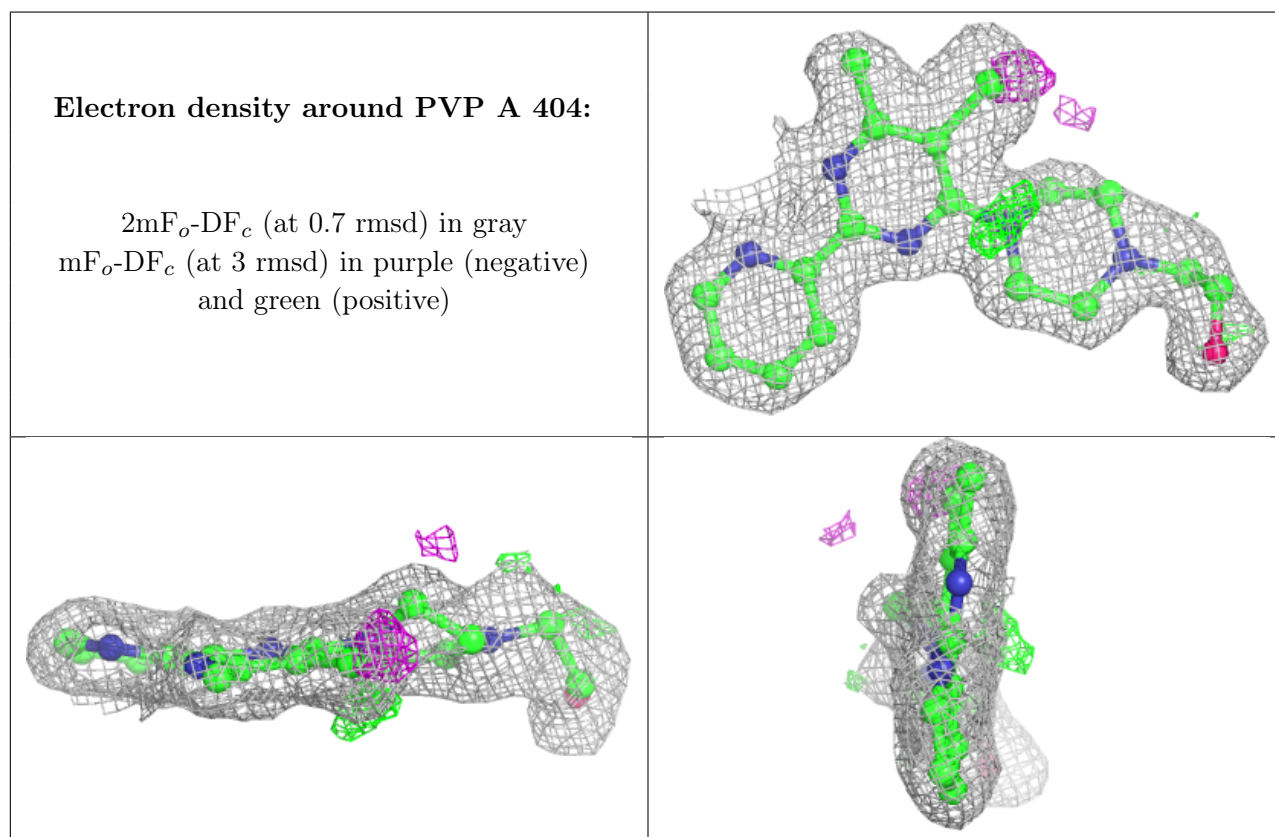 Electron density around PVP A 404:
2mFo-DFc (at 0.7 rmsd) in gray
mFo-DFc (at 3 rmsd) in purple (negative)
and green (positive)